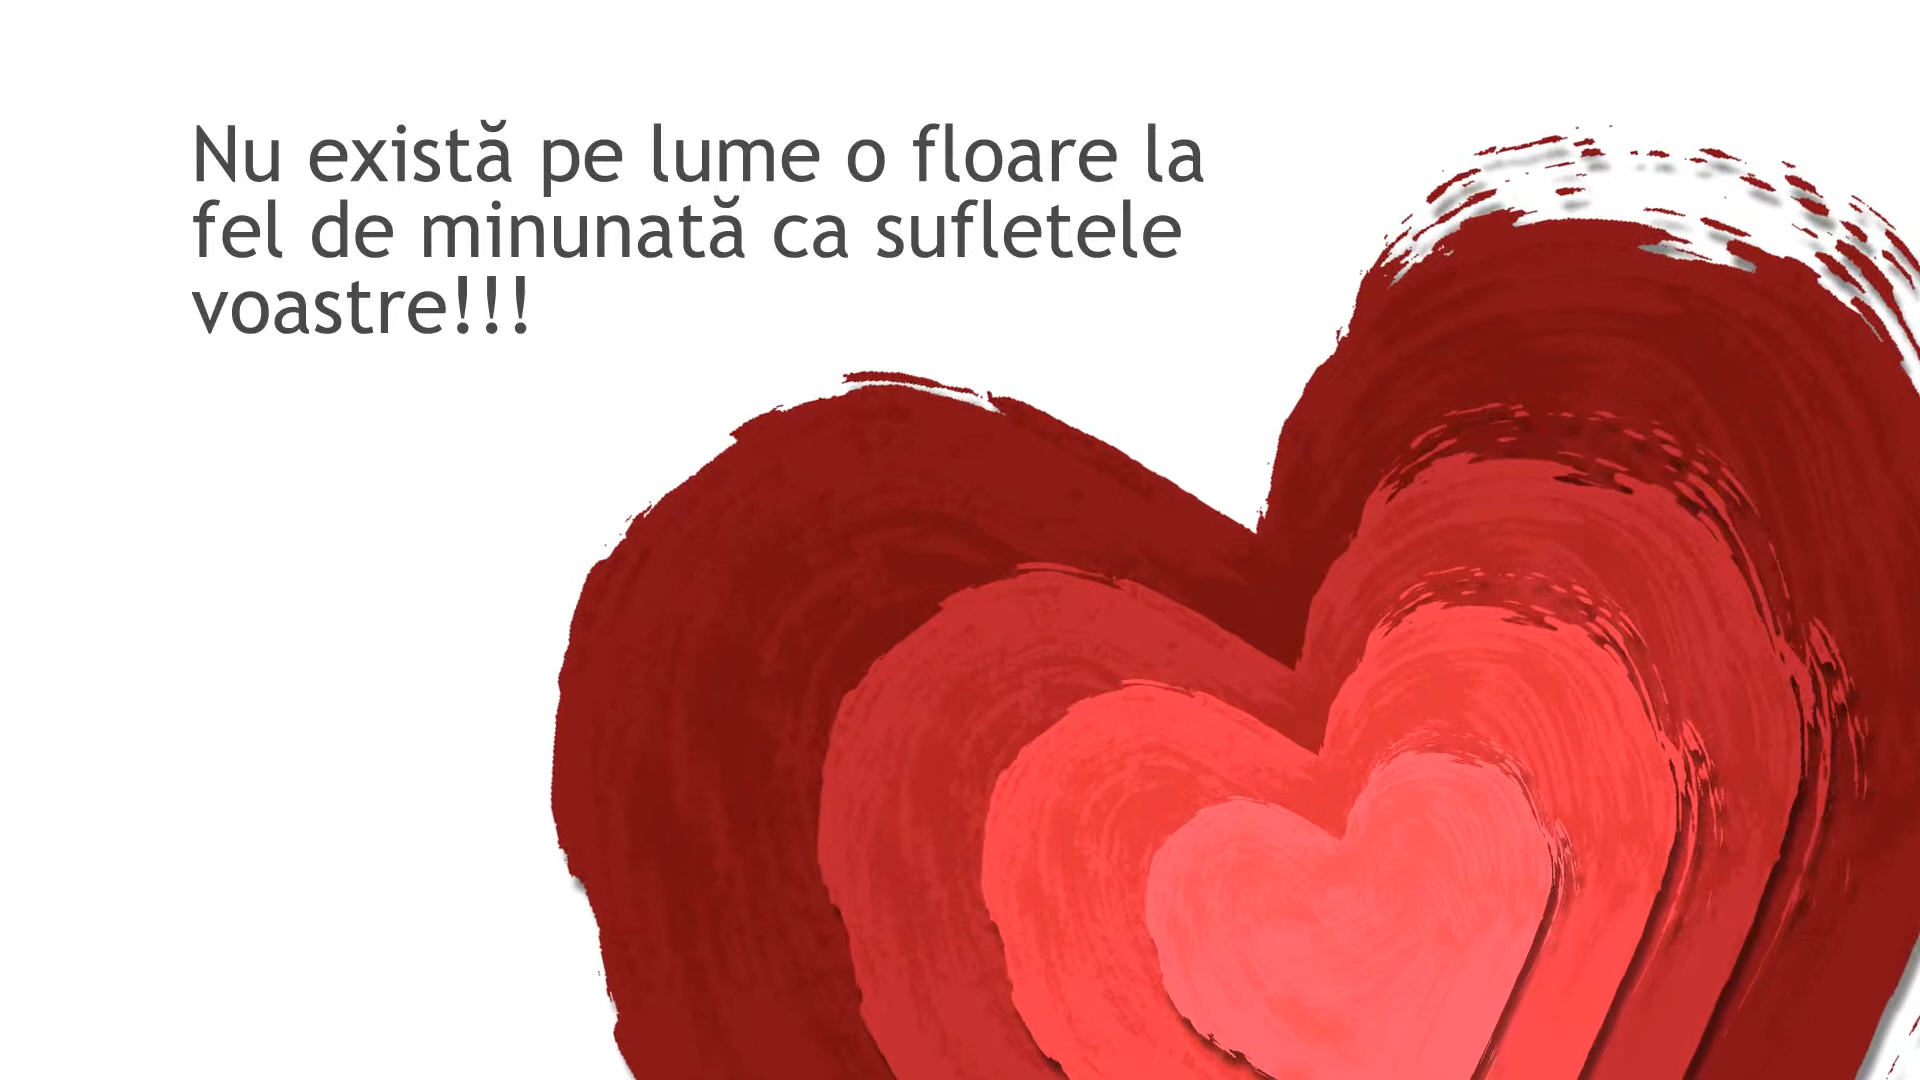 Nu există pe lume o floare la
fel de minunată ca sufletele
voastre!!!